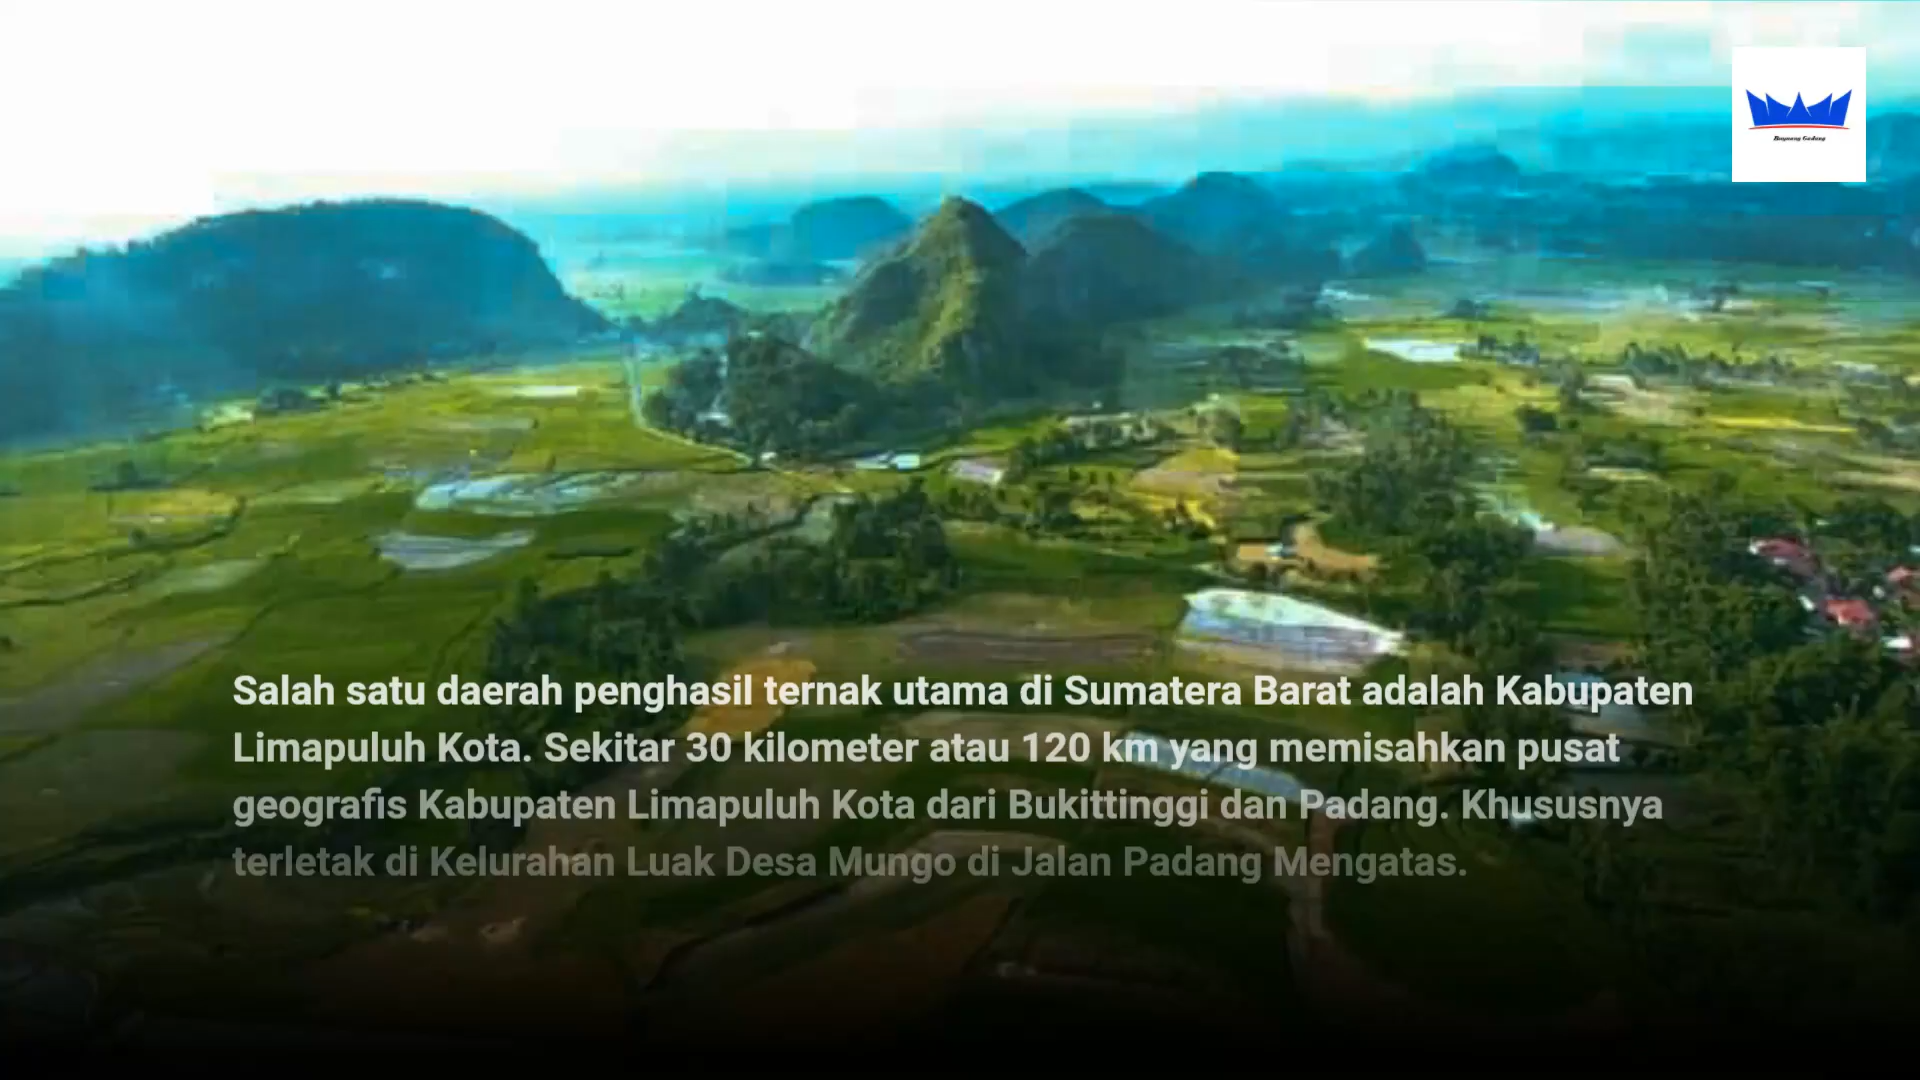 Salah satu daerah penghasil ternak utama di Sumatera Barat adalah Kabupaten
Limapuluh Kota. Sekitar 30 kilometer atau 120 km yang memisahkan pusat
geografis Kabupaten Limapuluh Kota dari Bukittinggi dan Padang. Khususnya
terletak di Kelurahan Luak Desa Mungo di Jalan Padang Mengatas.